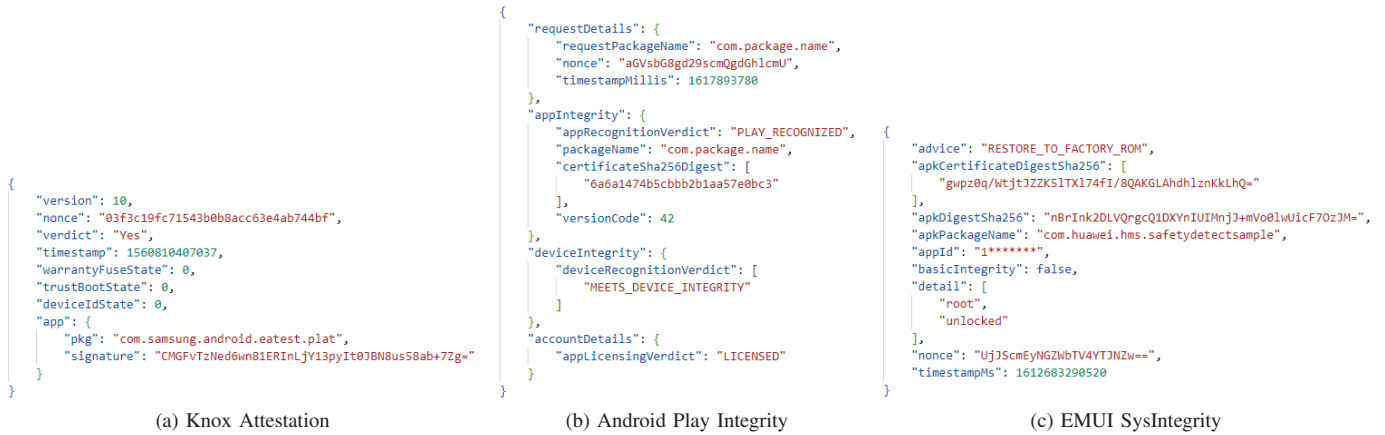 {
"version": 10,
"nonce": "03f3c19fc71543b0b8acc63e4ab744bf",
"verdict": "Yes",
"timestamp": 1560810407037,
"warrantyFuseState": 0,
"trustBootState": 0,
"deviceIdState": 0,
"app": {
"pkg": "com.samsung.android.eatest.plat",
"signature": "CMGFvTzNed6wn81ERInLjY13pyIt0JBN8us58ab+7Zg="
}
}
(a) Knox Attestation
{
"requestDetails": {
"requestPackageName": "com.package.name",
"nonce": "aGVsbG8gd29scmQgdGhlcmU",
"timestampMillis": 1617893780
},
"appIntegrity": {
"appRecognitionVerdict": "PLAY_RECOGNIZED",
"packageName": "com.package.name",
"certificateSha256Digest": [
"6a6a1474b5cbbb2b1aa57e0bc3"
],
"versionCode": 42
},
"deviceIntegrity": {
"deviceRecognitionVerdict": [
"MEETS_DEVICE_INTEGRITY"
]
},
"accountDetails": {
"appLicensingVerdict": "LICENSED"
}
}
(b) Android Play Integrity
{
"advice": "RESTORE_TO_FACTORY_ROM",
"apkCertificateDigestSha256": [
"gwpz0q/WtjtJZZK5lTXl74fI/8QAKGLAhdhlznKkLhQ="
],
"apkDigestSha256": "nBrInk2DLVQrgcQ1DXYnIUIMnjJ+mVo0lwUicF7OzJM=",
"apkPackageName": "com.huawei.hms.safetydetectsample",
"appId": "1*******",
"basicIntegrity": false,
"detail": [
"root",
"unlocked"
],
"nonce": "UjJScmEyNGZWbTV4YTJNZw==",
"timestampMs": 1612683290520
}
(c) EMUI SysIntegrity